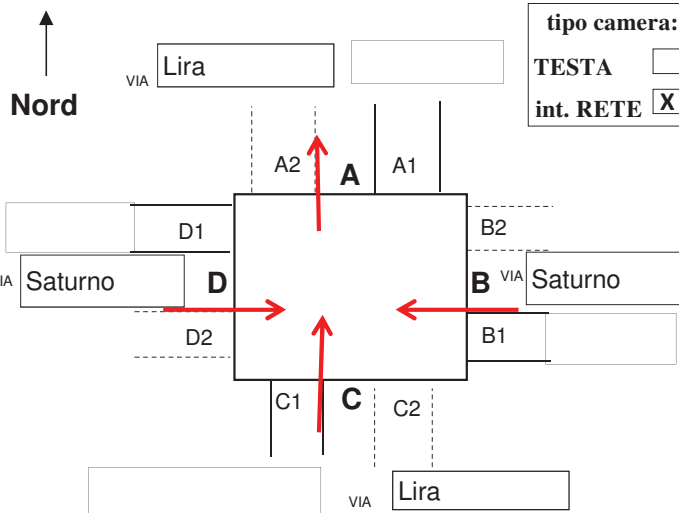 tipo camera:
VIA Lira
TESTA
Nord
int. RETE X
A2 A A1
D1 B2
VIA Saturno D B VIA Saturno
D2 B1
C1 C C2
VIA Lira